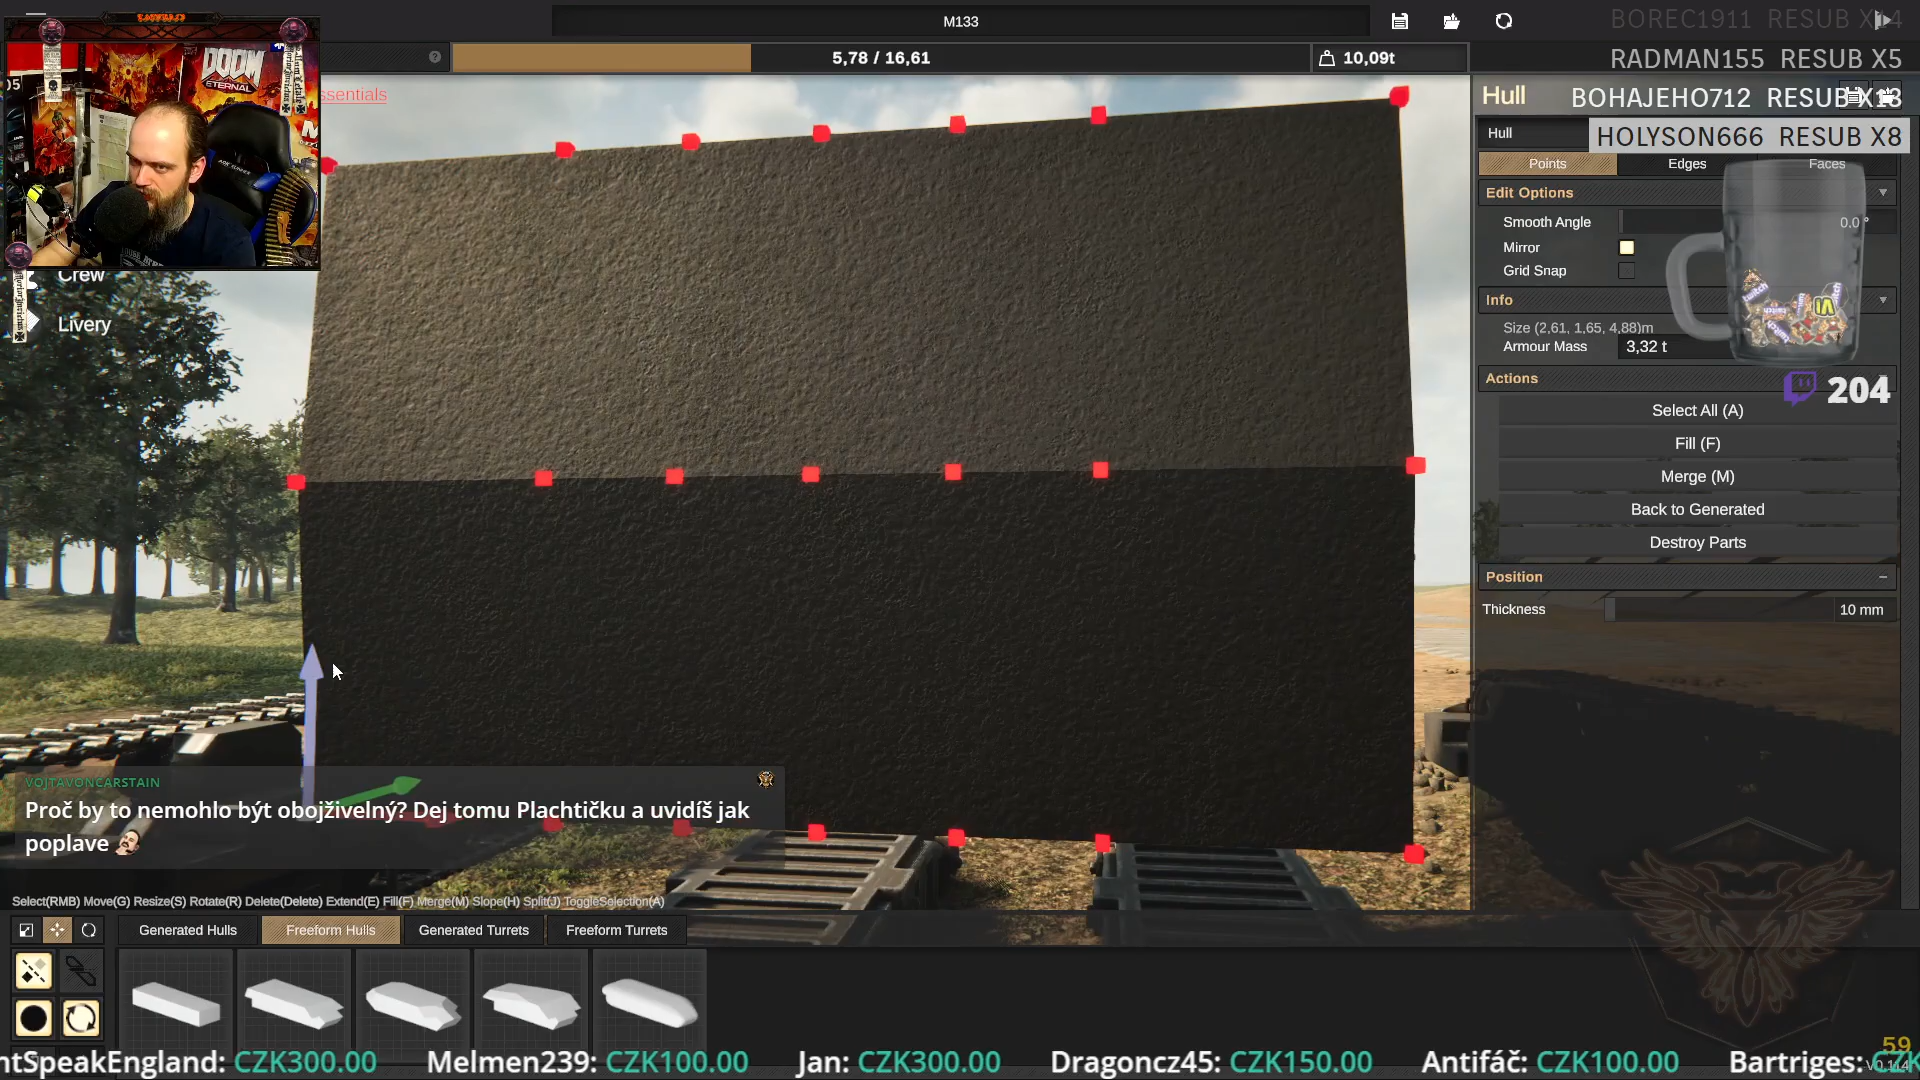 M133
BOREC1911 RESUB X14
5,78 / 16,61
10,09t
RADMAN155 RESUB X5
ssentials
DOOM
ETERNAL
Hull
BOHAJEHO712 RESUB X13
Hull
HOLYSON666 RESUB X8
Points
Edges
Faces
Edit Options
Smooth Angle
0.0 °
Mirror
Grid Snap
Info
Size (2,61, 1,65, 4,88)m
Armour Mass
3,32 t
Actions
204
Select All (A)
Fill (F)
Merge (M)
Back to Generated
Destroy Parts
Position
Thickness
10 mm
Crew
Livery
VOJTAVONCARSTAIN
Proč by to nemohlo být obojživelný? Dej tomu Plachtičku a uvidíš jak
poplave
Select(RMB) Move(G) Resize(S) Rotate(R) Delete(Delete) Extend(E) Fill(F) Merge(M) Slope(H) Split(J) ToggleSelection(A)
Generated Hulls
Freeform Hulls
Generated Turrets
Freeform Turrets
59
ntSpeakEngland: CZK300.00 Melmen239: CZK100.00 Jan: CZK300.00 Dragoncz45: CZK150.00 Antifáč: CZK100.00 Bartriges: CZK